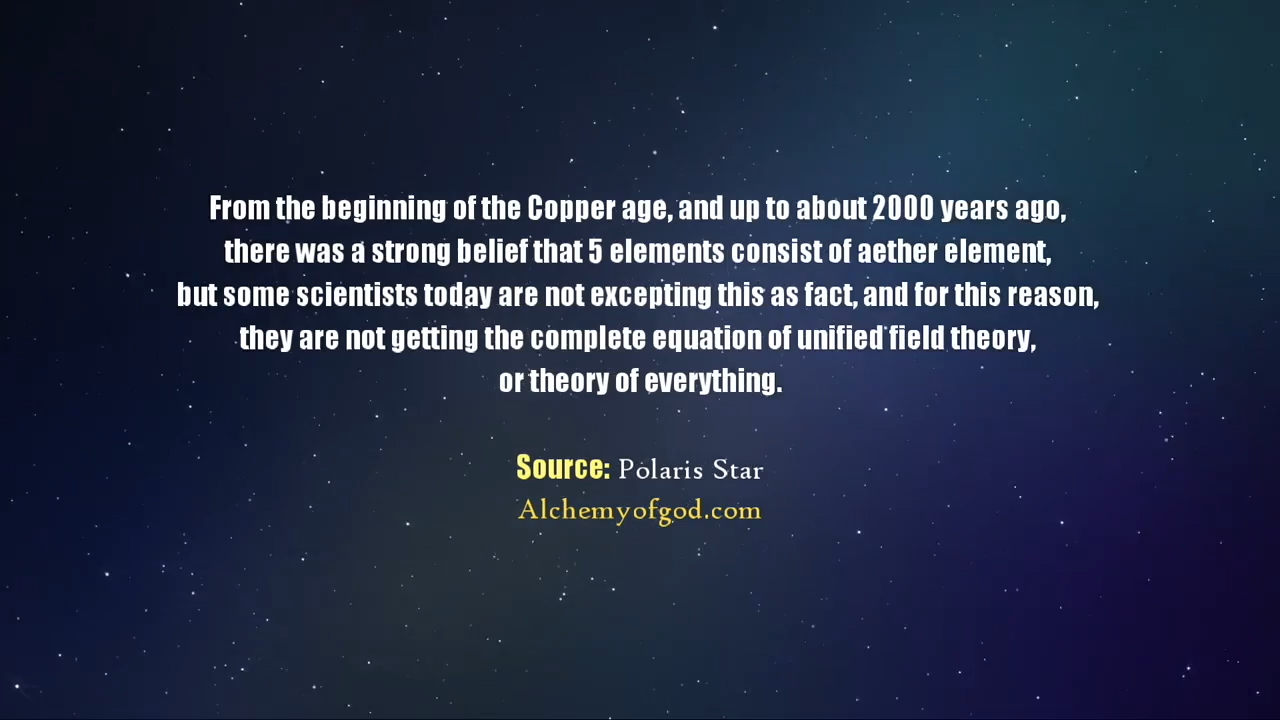 From the beginning of the Copper age, and up to about 2000 years ago,
there was a strong belief that 5 elements consist of aether element,
but some scientists today are not excepting this as fact, and for this reason,
they are not getting the complete equation of unified field theory,
or theory of everything.
Source: Polaris Star
Alchemyofgod.com